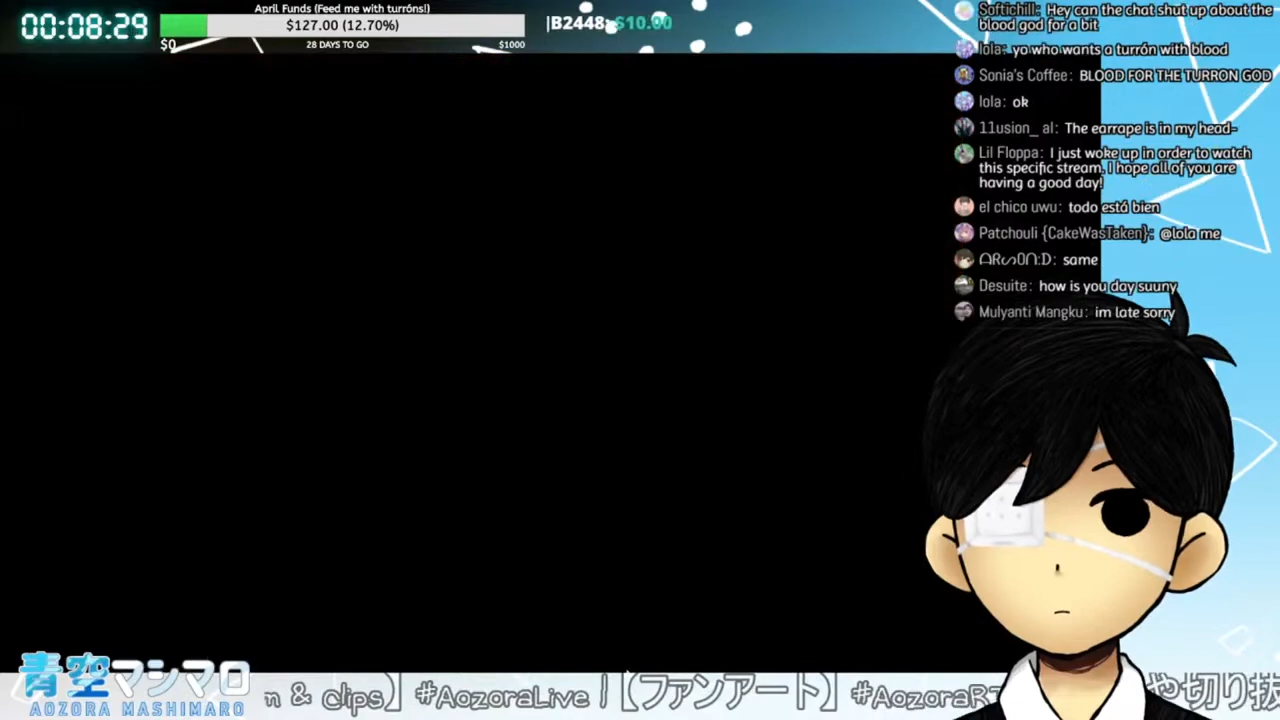 00:08:29
April Funds (Feed me with turróns!)
$127.00 (12.70%)
$0
28 DAYS TO GO
$1000
|B2448: $10.00
Softichill: Hey can the chat shut up about the
blood god for a bit
lola: yo who wants a turrón with blood
Sonia's Coffee: BLOOD FOR THE TURRON GOD
lola: ok
11usion_ al: The earrape is in my head-
Lil Floppa: I just woke up in order to watch
this specific stream. I hope all of you are
having a good day!
el chico uwu: todo está bien
Patchouli {CakeWasTaken}: @lola me
same
Desuite: how is you day suuny
Mulyanti Mangku: im late sorry
青空マシマロ
AOZORA MASHIMARO
n & clips】 #AozoraLive |【ファンアート】 #AozoraR
や切り抜